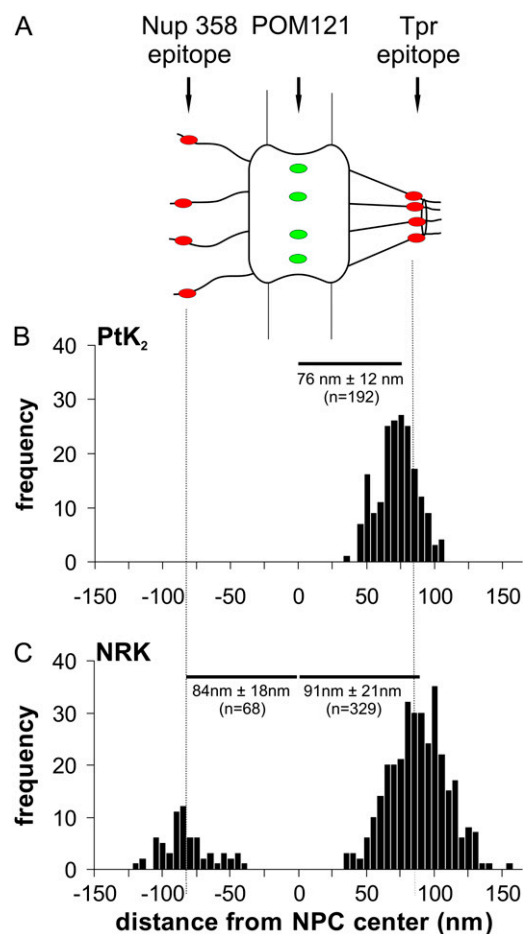 A
Nup 358 POM121 Tpr
epitope epitope
B PtK₂
40
30
20
10
0
frequency
76 nm ± 12 nm
(n=192)
-150 -100 -50 0 50 100 150
C NRK
40
30
20
10
0
frequency
84nm ± 18nm 91nm ± 21nm
(n=68) (n=329)
-150 -100 -50 0 50 100 150
distance from NPC center (nm)